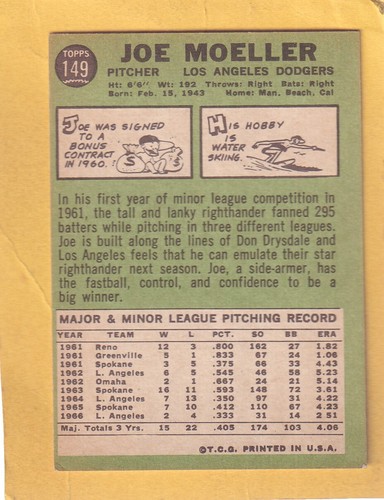 TOPPS
149
JOE MOELLER
PITCHER LOS ANGELES DODGERS
Ht: 6'6" Wt: 192 Throws: Right Bats: Right
Born: Feb. 15, 1943 Home: Man. Beach, Cal
JOE WAS SIGNED
TO A
BONUS
CONTRACT
IN 1960.
$ $
HIS HOBBY
IS
WATER
SKIING.
In his first year of minor league competition in
1961, the tall and lanky righthander fanned 295
batters while pitching in three different leagues.
Joe is built along the lines of Don Drysdale and
Los Angeles feels that he can emulate their star
righthander next season. Joe, a side-armer, has
the fastball, control, and confidence to be a
big winner.
MAJOR & MINOR LEAGUE PITCHING RECORD
YEAR TEAM W L PCT. SO BB ERA
1961 Reno 12 3 .800 162 27 1.82
1961 Greenville 5 1 .833 67 24 1.06
1961 Spokane 3 5 .375 66 33 4.43
1962 L. Angeles 6 5 .545 46 58 5.23
1962 Omaha 2 1 .667 24 21 5.14
1963 Spokane 16 11 .593 148 72 3.61
1964 L. Angeles 7 13 .350 97 31 4.22
1965 Spokane 7 10 .412 110 67 4.23
1966 L. Angeles 2 4 .333 31 14 2.51
Maj. Totals 3 Yrs. 15 22 .405 174 103 4.06
©T.C.G. PRINTED IN U.S.A.